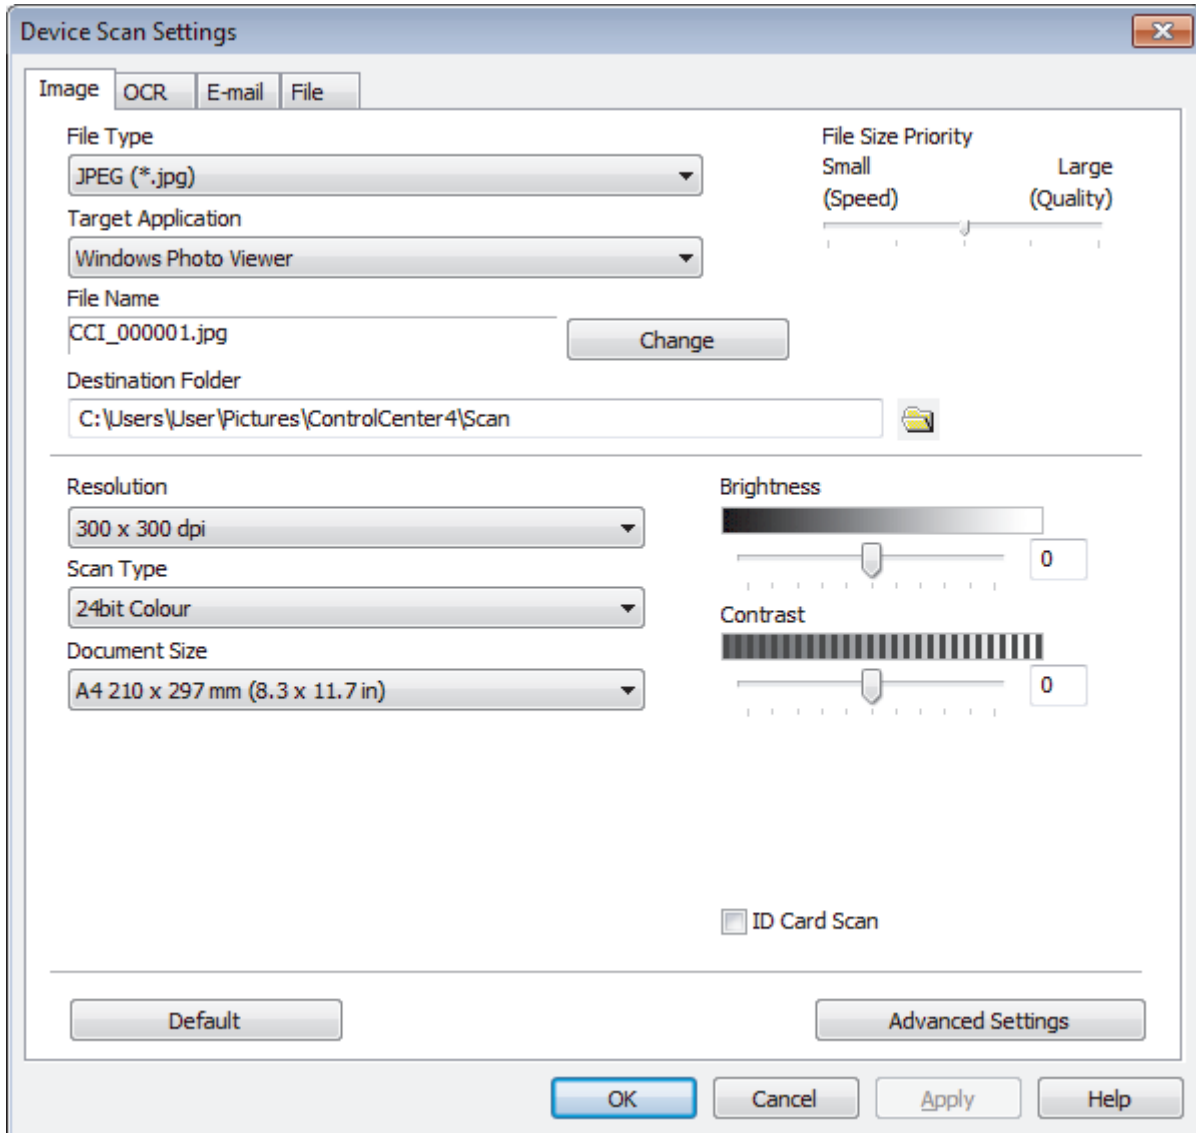 Device Scan Settings
Image OCR E-mail File
File Type
JPEG (*.jpg)
File Size Priority
Small Large
(Speed) (Quality)
Target Application
Windows Photo Viewer
File Name
CCI_000001.jpg
Change
Destination Folder
C:\Users\User\Pictures\ControlCenter4\Scan
Resolution
300 x 300 dpi
Scan Type
24bit Colour
Document Size
A4 210 x 297 mm (8.3 x 11.7 in)
Brightness
0
Contrast
0
ID Card Scan
Default Advanced Settings
OK Cancel Apply Help